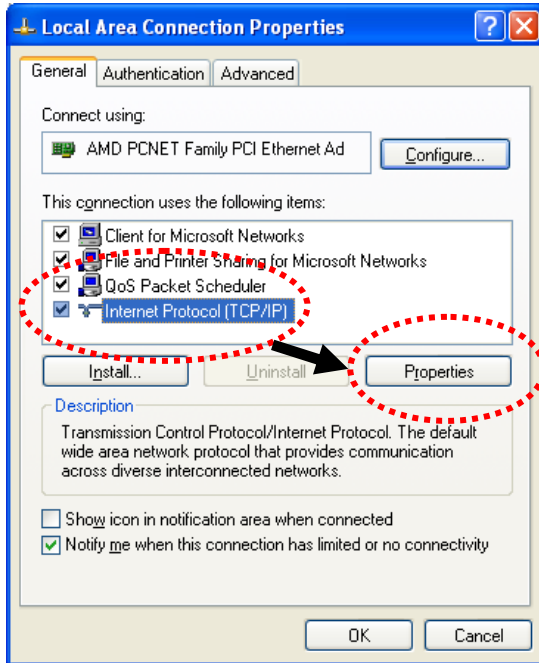 Local Area Connection Properties
General Authentication Advanced
Connect using:
AMD PCNET Family PCI Ethernet Ad
Configure...
This connection uses the following items:
Client for Microsoft Networks
File and Printer Sharing for Microsoft Networks
QoS Packet Scheduler
Internet Protocol (TCP/IP)
Install... Uninstall Properties
Description
Transmission Control Protocol/Internet Protocol. The default
wide area network protocol that provides communication
across diverse interconnected networks.
Show icon in notification area when connected
Notify me when this connection has limited or no connectivity
OK Cancel